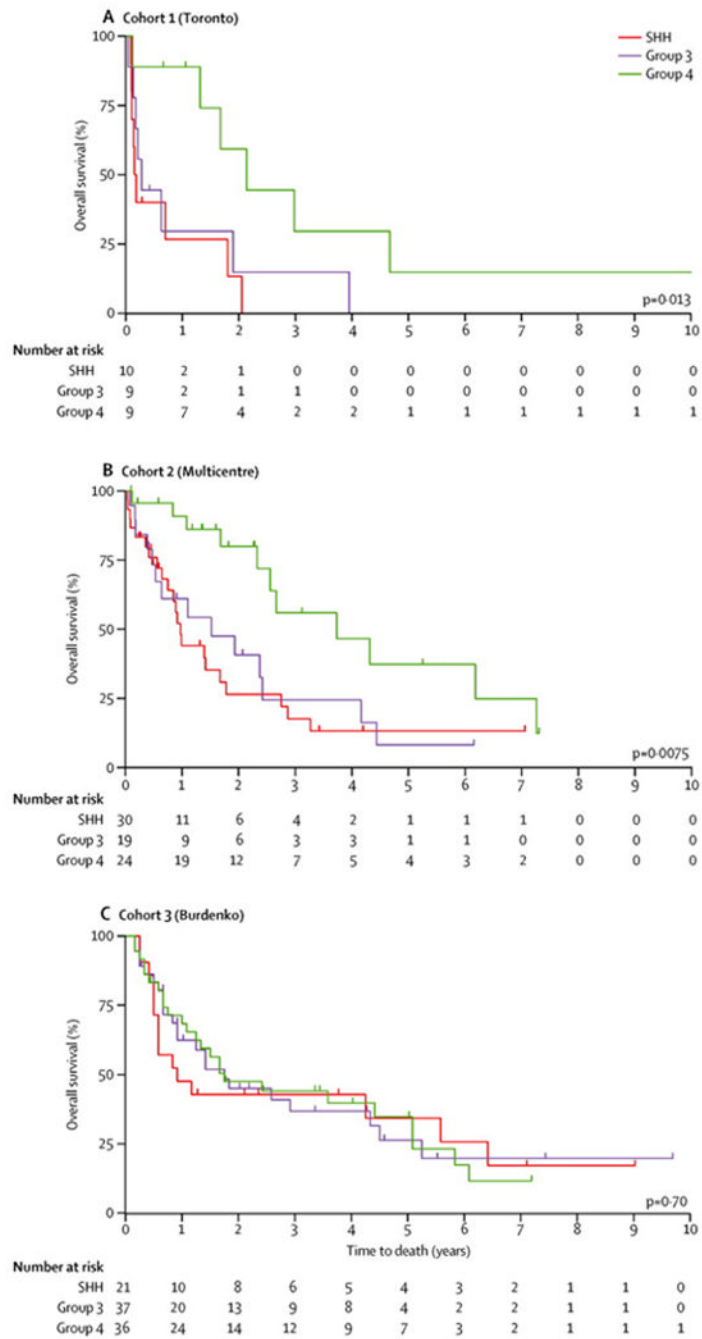 A Cohort 1 (Toronto)
SHH
Group 3
Group 4
Overall survival (%)
100
75
50
25
0
0 1 2 3 4 5 6 7 8 9 10
p=0·013
Number at risk
SHH 10 2 1 0 0 0 0 0 0 0 0
Group 3 9 2 1 1 0 0 0 0 0 0 0
Group 4 9 7 4 2 2 1 1 1 1 1 1
B Cohort 2 (Multicentre)
Overall survival (%)
100
75
50
25
0
0 1 2 3 4 5 6 7 8 9 10
p=0·0075
Number at risk
SHH 30 11 6 4 2 1 1 1 0 0 0
Group 3 19 9 6 3 3 1 1 0 0 0 0
Group 4 24 19 12 7 5 4 3 2 0 0 0
C Cohort 3 (Burdenko)
Overall survival (%)
100
75
50
25
0
0 1 2 3 4 5 6 7 8 9 10
p=0·70
Time to death (years)
Number at risk
SHH 21 10 8 6 5 4 3 2 1 1 0
Group 3 37 20 13 9 8 4 2 2 1 1 0
Group 4 36 24 14 12 9 7 3 2 1 1 1